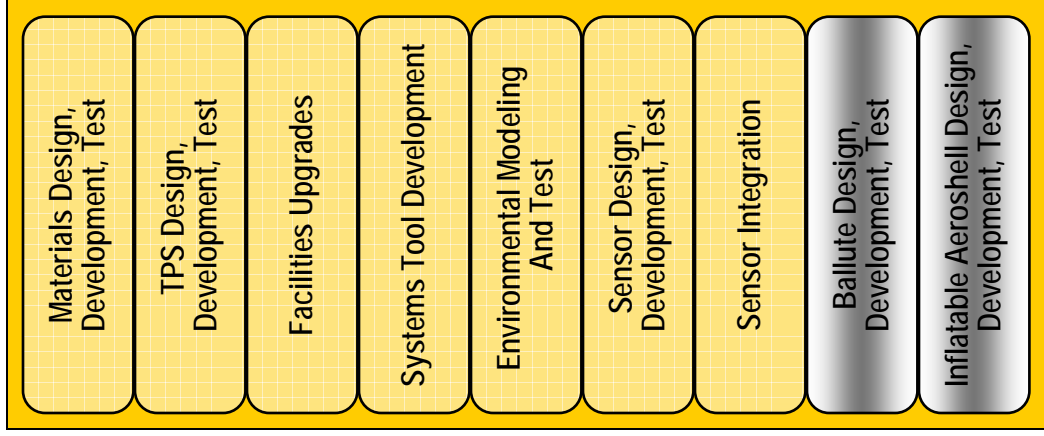 Materials Design,
Development, Test
TPS Design,
Development, Test
Facilities Upgrades
Systems Tool Development
Environmental Modeling
And Test
Sensor Design,
Development, Test
Sensor Integration
Ballute Design,
Development, Test
Inflatable Aeroshell Design,
Development, Test